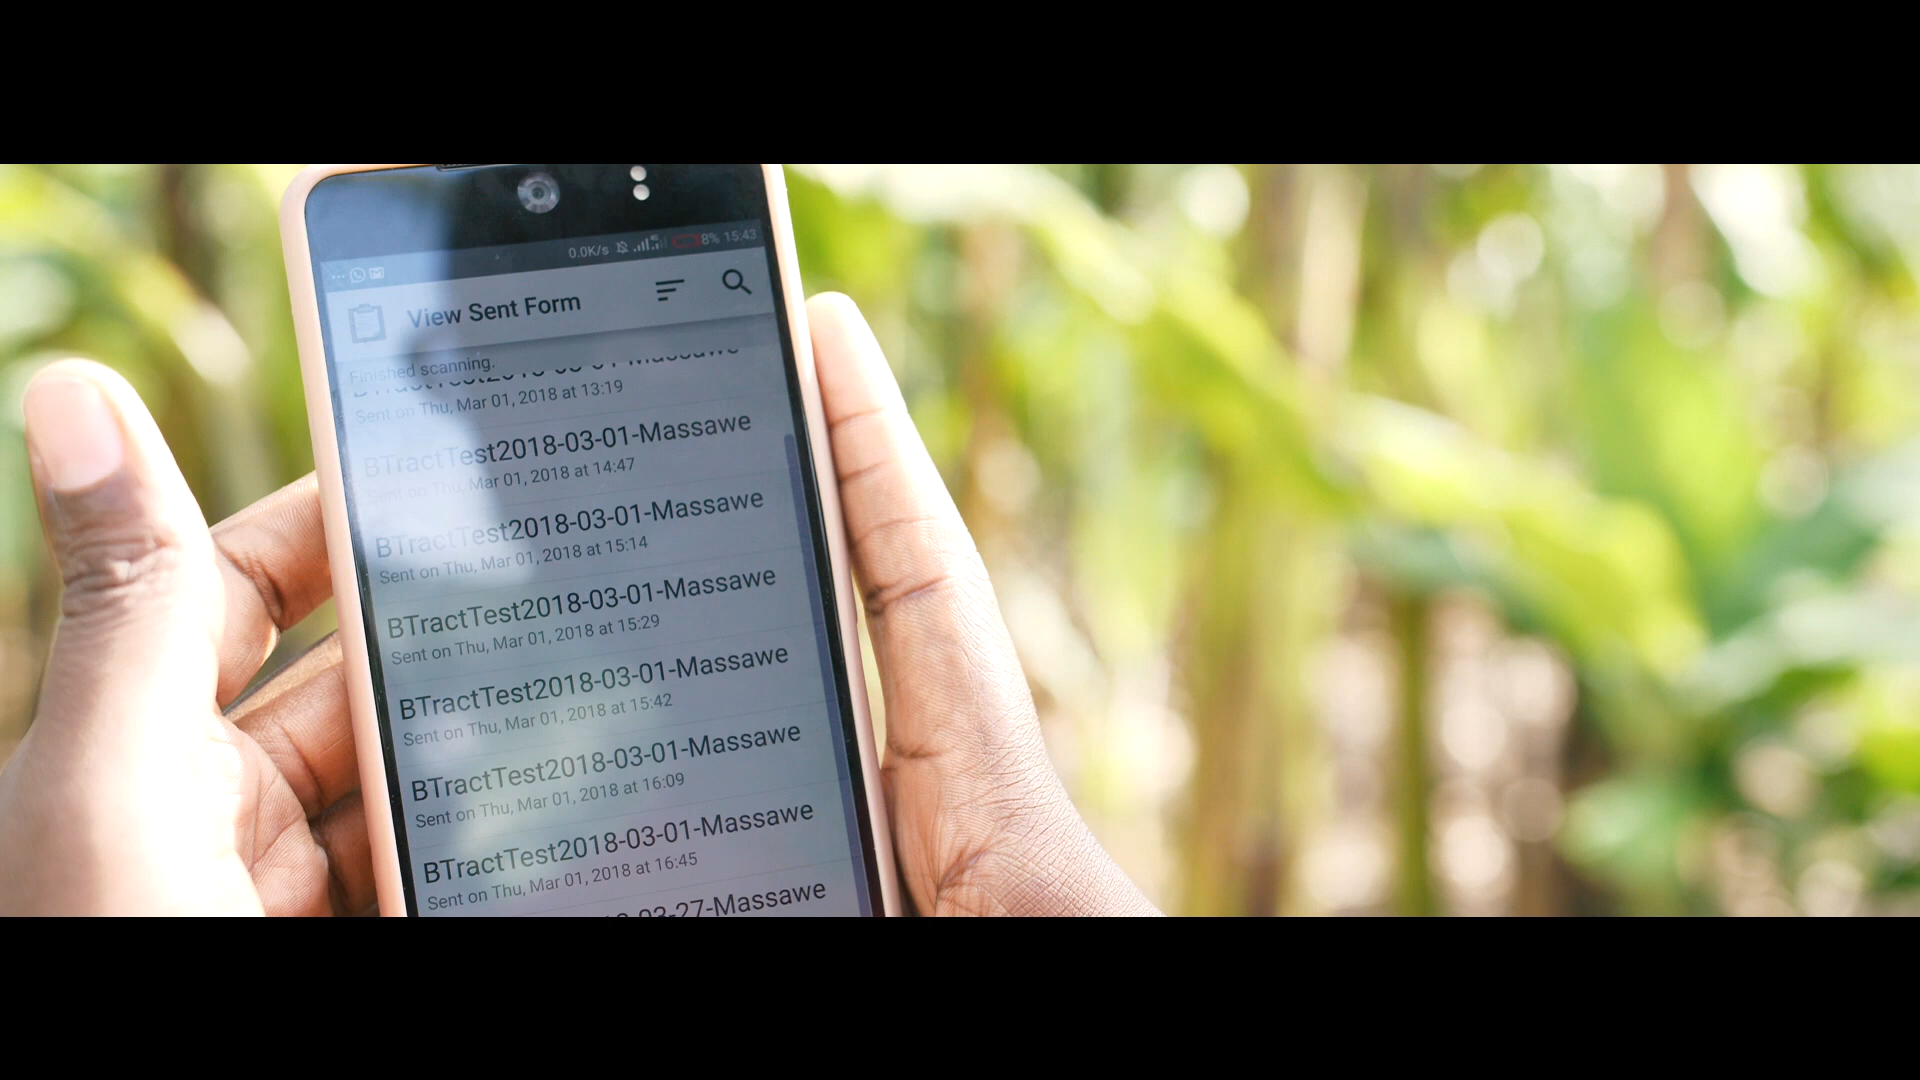 0.0K/s 8% 15:43
View Sent Form
Finished scanning.
Sent on Thu, Mar 01, 2018 at 13:19
BTractTest2018-03-01-Massawe
Sent on Thu, Mar 01, 2018 at 14:47
BTractTest2018-03-01-Massawe
Sent on Thu, Mar 01, 2018 at 15:14
BTractTest2018-03-01-Massawe
Sent on Thu, Mar 01, 2018 at 15:29
BTractTest2018-03-01-Massawe
Sent on Thu, Mar 01, 2018 at 15:42
BTractTest2018-03-01-Massawe
Sent on Thu, Mar 01, 2018 at 16:09
BTractTest2018-03-01-Massawe
Sent on Thu, Mar 01, 2018 at 16:45
03-27-Massawe